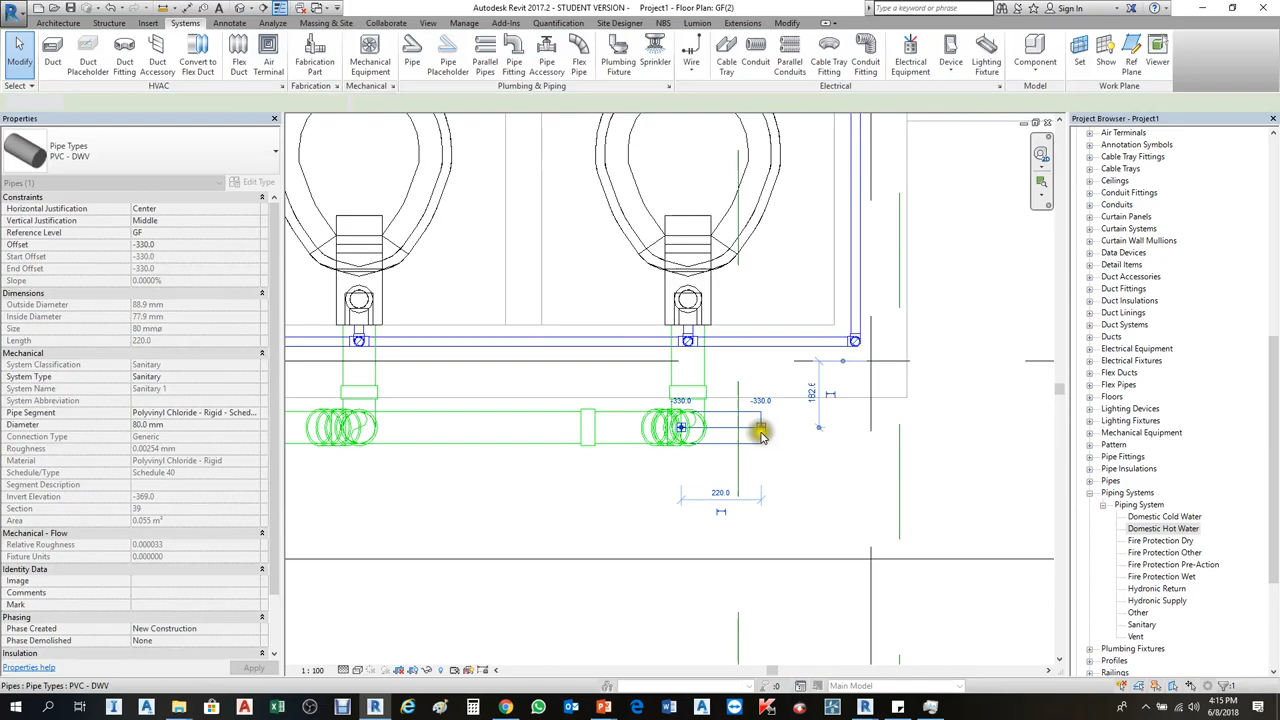 Autodesk Revit 2017.2 - STUDENT VERSION - Project1 - Floor Plan: GF(2)
Type a keyword or phrase
Sign In
Architecture Structure Insert Systems Annotate Analyze Massing & Site Collaborate View Manage Add-Ins Quantification Site Designer NBS Lumion Extensions Modify
Modify
Duct
Duct Placeholder
Duct Fitting
Duct Accessory
Convert to Flex Duct
Flex Duct
Air Terminal
Fabrication Part
Mechanical Equipment
Pipe
Pipe Placeholder
Parallel Pipes
Pipe Fitting
Pipe Accessory
Flex Pipe
Plumbing Fixture
Sprinkler
Wire
Cable Tray
Conduit
Parallel Conduits
Cable Tray Fitting
Conduit Fitting
Electrical Equipment
Device
Lighting Fixture
Component
Set
Show
Ref Plane
Viewer
Select HVAC Fabrication Mechanical Plumbing & Piping Electrical Model Work Plane
Properties
Pipe Types
PVC - DWV
Pipes (1)
Edit Type
Constraints
Horizontal Justification Center
Vertical Justification Middle
Reference Level GF
Offset -330.0
Start Offset -330.0
End Offset -330.0
Slope 0.0000%
Dimensions
Outside Diameter 88.9 mm
Inside Diameter 77.9 mm
Size 80 mmø
Length 220.0
Mechanical
System Classification Sanitary
System Type Sanitary
System Name Sanitary 1
System Abbreviation
Pipe Segment Polyvinyl Chloride - Rigid - Sched...
Diameter 80.0 mm
Connection Type Generic
Roughness 0.00254 mm
Material Polyvinyl Chloride - Rigid
Schedule/Type Schedule 40
Segment Description
Invert Elevation -369.0
Section 39
Area 0.055 m²
Mechanical - Flow
Relative Roughness 0.000033
Fixture Units 0.000000
Identity Data
Image
Comments
Mark
Phasing
Phase Created New Construction
Phase Demolished None
Insulation
Properties help
Apply
-330.0
-330.0
182.6
220.0
Project Browser - Project1
Air Terminals
Annotation Symbols
Cable Tray Fittings
Cable Trays
Ceilings
Conduit Fittings
Conduits
Curtain Panels
Curtain Systems
Curtain Wall Mullions
Data Devices
Detail Items
Duct Accessories
Duct Fittings
Duct Insulations
Duct Linings
Duct Systems
Ducts
Electrical Equipment
Electrical Fixtures
Flex Ducts
Flex Pipes
Floors
Lighting Devices
Lighting Fixtures
Mechanical Equipment
Pattern
Pipe Fittings
Pipe Insulations
Pipes
Piping Systems
Piping System
Domestic Cold Water
Domestic Hot Water
Fire Protection Dry
Fire Protection Other
Fire Protection Pre-Action
Fire Protection Wet
Hydronic Return
Hydronic Supply
Other
Sanitary
Vent
Plumbing Fixtures
Profiles
Railings
1 : 100
Pipes : Pipe Types : PVC - DWV
:0
Main Model
:1
4:15 PM
6/8/2018